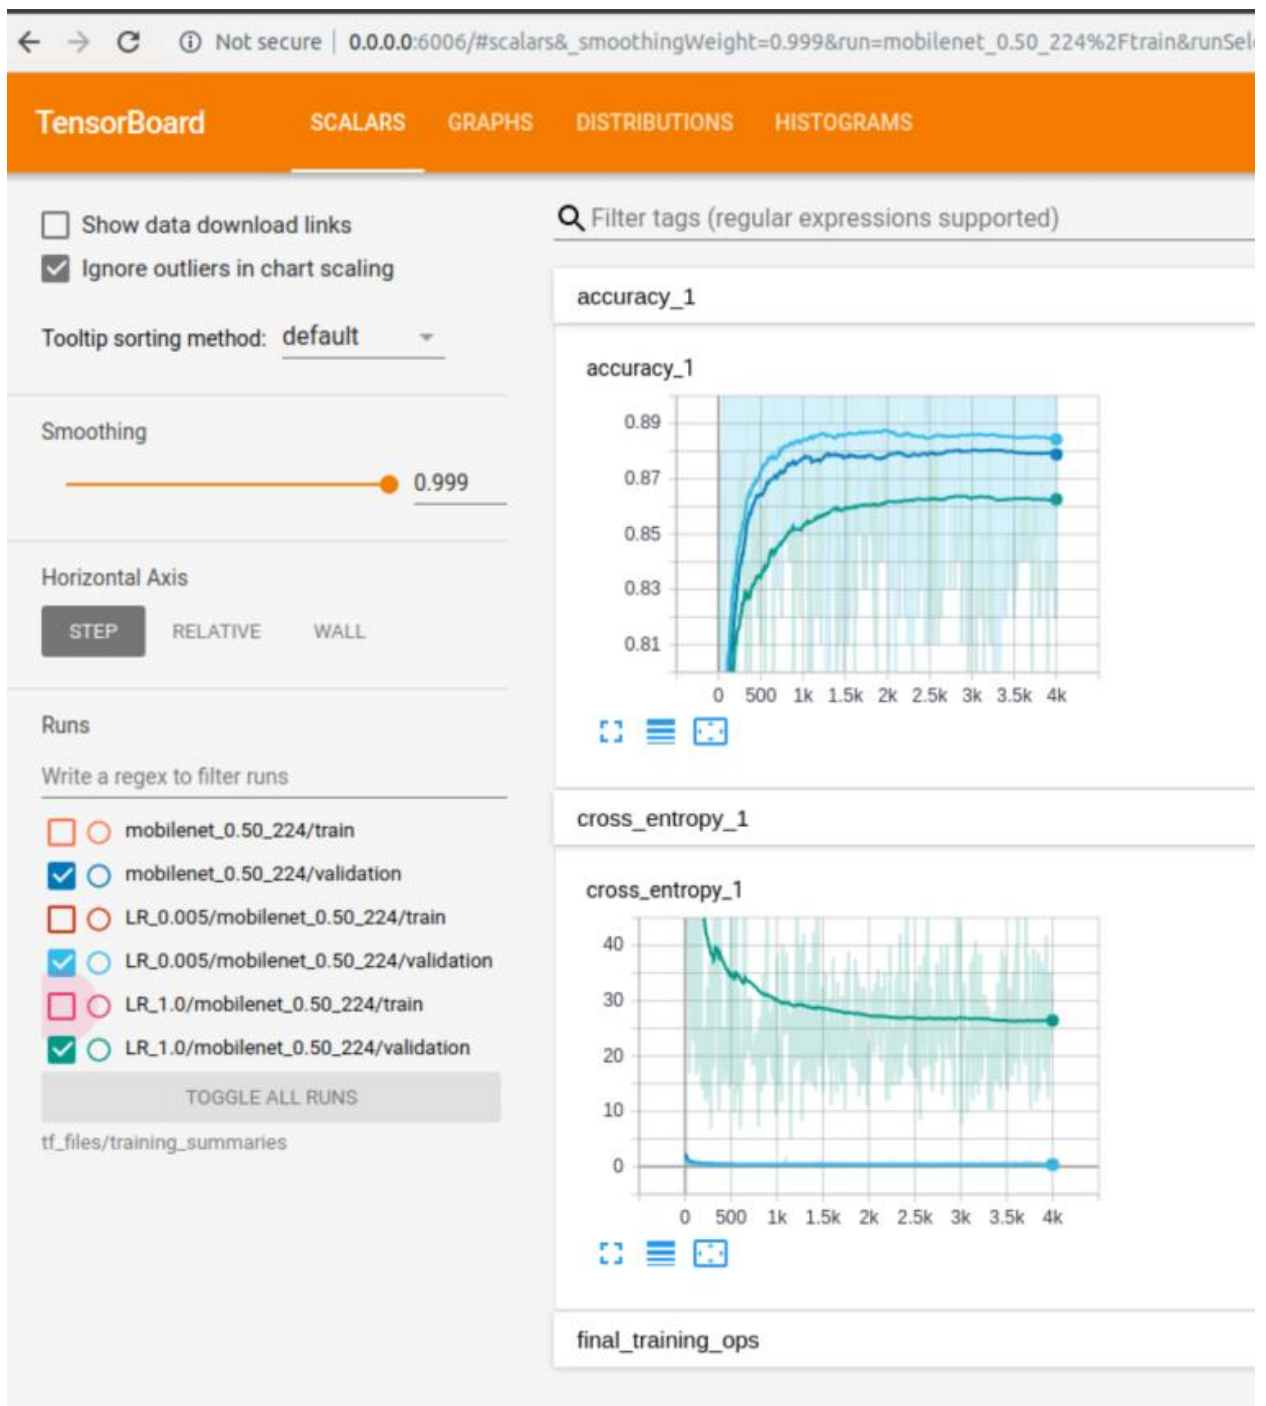 Not secure | 0.0.0.0:6006/#scalars&_smoothingWeight=0.999&run=mobilenet_0.50_224%2Ftrain&runSel
TensorBoard SCALARS GRAPHS DISTRIBUTIONS HISTOGRAMS
Show data download links
Ignore outliers in chart scaling
Tooltip sorting method: default
Smoothing
0.999
Horizontal Axis
STEP RELATIVE WALL
Runs
Write a regex to filter runs
mobilenet_0.50_224/train
mobilenet_0.50_224/validation
LR_0.005/mobilenet_0.50_224/train
LR_0.005/mobilenet_0.50_224/validation
LR_1.0/mobilenet_0.50_224/train
LR_1.0/mobilenet_0.50_224/validation
TOGGLE ALL RUNS
tf_files/training_summaries
Filter tags (regular expressions supported)
accuracy_1
accuracy_1
0.89
0.87
0.85
0.83
0.81
0 500 1k 1.5k 2k 2.5k 3k 3.5k 4k
cross_entropy_1
cross_entropy_1
40
30
20
10
0
0 500 1k 1.5k 2k 2.5k 3k 3.5k 4k
final_training_ops